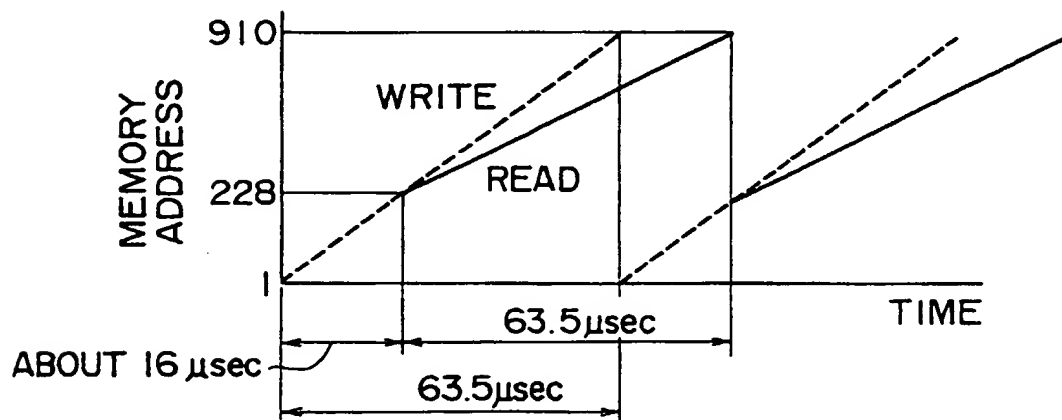 910
WRITE
MEMORY
ADDRESS
228
READ
1
TIME
63.5μsec
ABOUT 16 μsec
63.5μsec